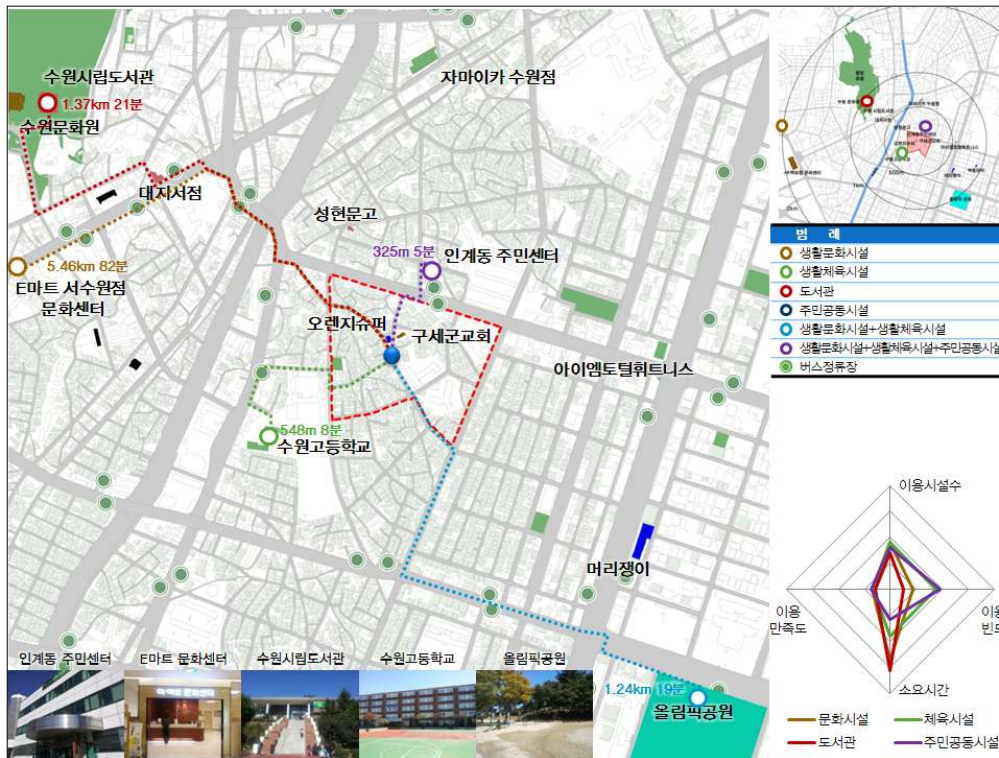 수원시립도서관
1.37km 21분
수원문화원
자마이카 수원점
대지서점
성현문고
325m 5분
인계동 주민센터
5.46km 82분
E마트 서수원점
문화센터
오렌지슈퍼
구세군교회
아이엠토털휘트니스
548m 8분
수원고등학교
머리쟁이
1.24km 19분
올림픽공원
인계동 주민센터
E마트 문화센터
수원시립도서관
수원고등학교
올림픽공원
500m
1km
2km
범 례
생활문화시설
생활체육시설
도서관
주민공동시설
생활문화시설+생활체육시설
생활문화시설+생활체육시설+주민공동시설
버스정류장
이용시설수
이용
만족도
이용
빈도
소요시간
문화시설
체육시설
도서관
주민공동시설